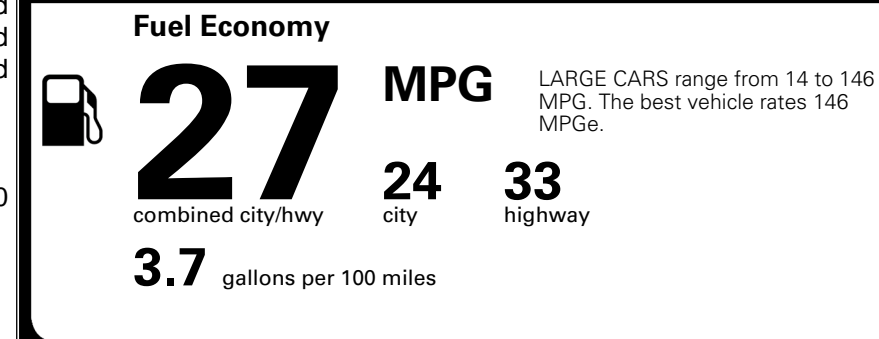 d
d
d
0
Fuel Economy
27
MPG
LARGE CARS range from 14 to 146
MPG. The best vehicle rates 146
MPGe.
24 33
combined city/hwy city highway
3.7 gallons per 100 miles